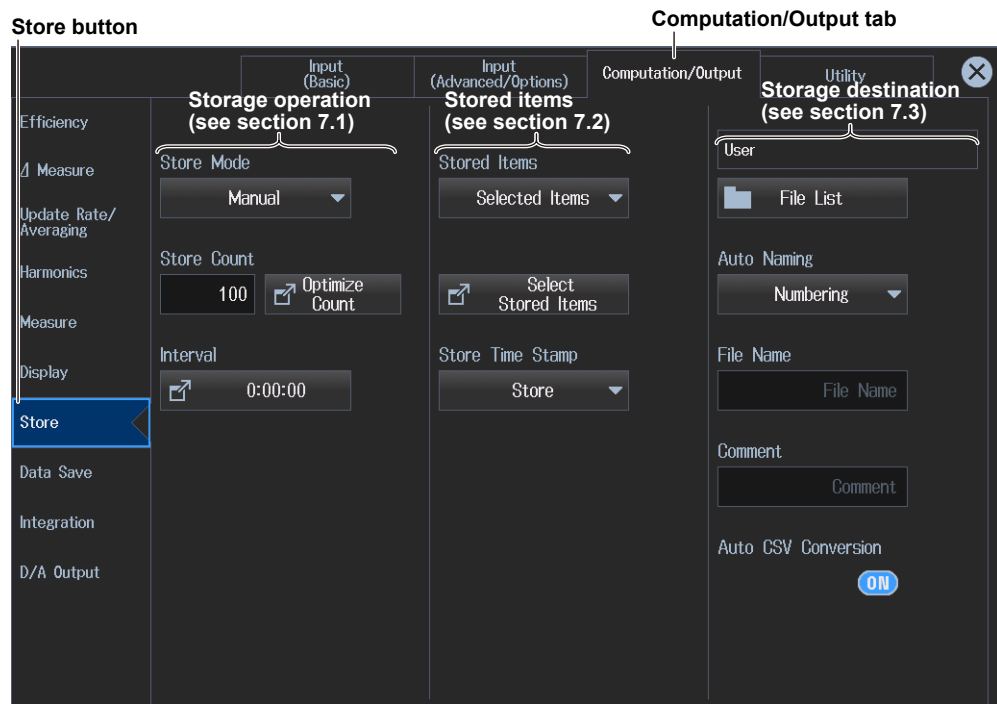 Store button
Computation/Output tab
Input
(Basic)
Input
(Advanced/Options)
Computation/Output
Utility
Storage operation
(see section 7.1)
Stored items
(see section 7.2)
Storage destination
(see section 7.3)
Efficiency
Δ Measure
Update Rate/
Averaging
Harmonics
Measure
Display
Store
Data Save
Integration
D/A Output
Store Mode
Manual
Store Count
100
Optimize
Count
Interval
0:00:00
Stored Items
Selected Items
Select
Stored Items
Store Time Stamp
Store
User
File List
Auto Naming
Numbering
File Name
File Name
Comment
Comment
Auto CSV Conversion
ON